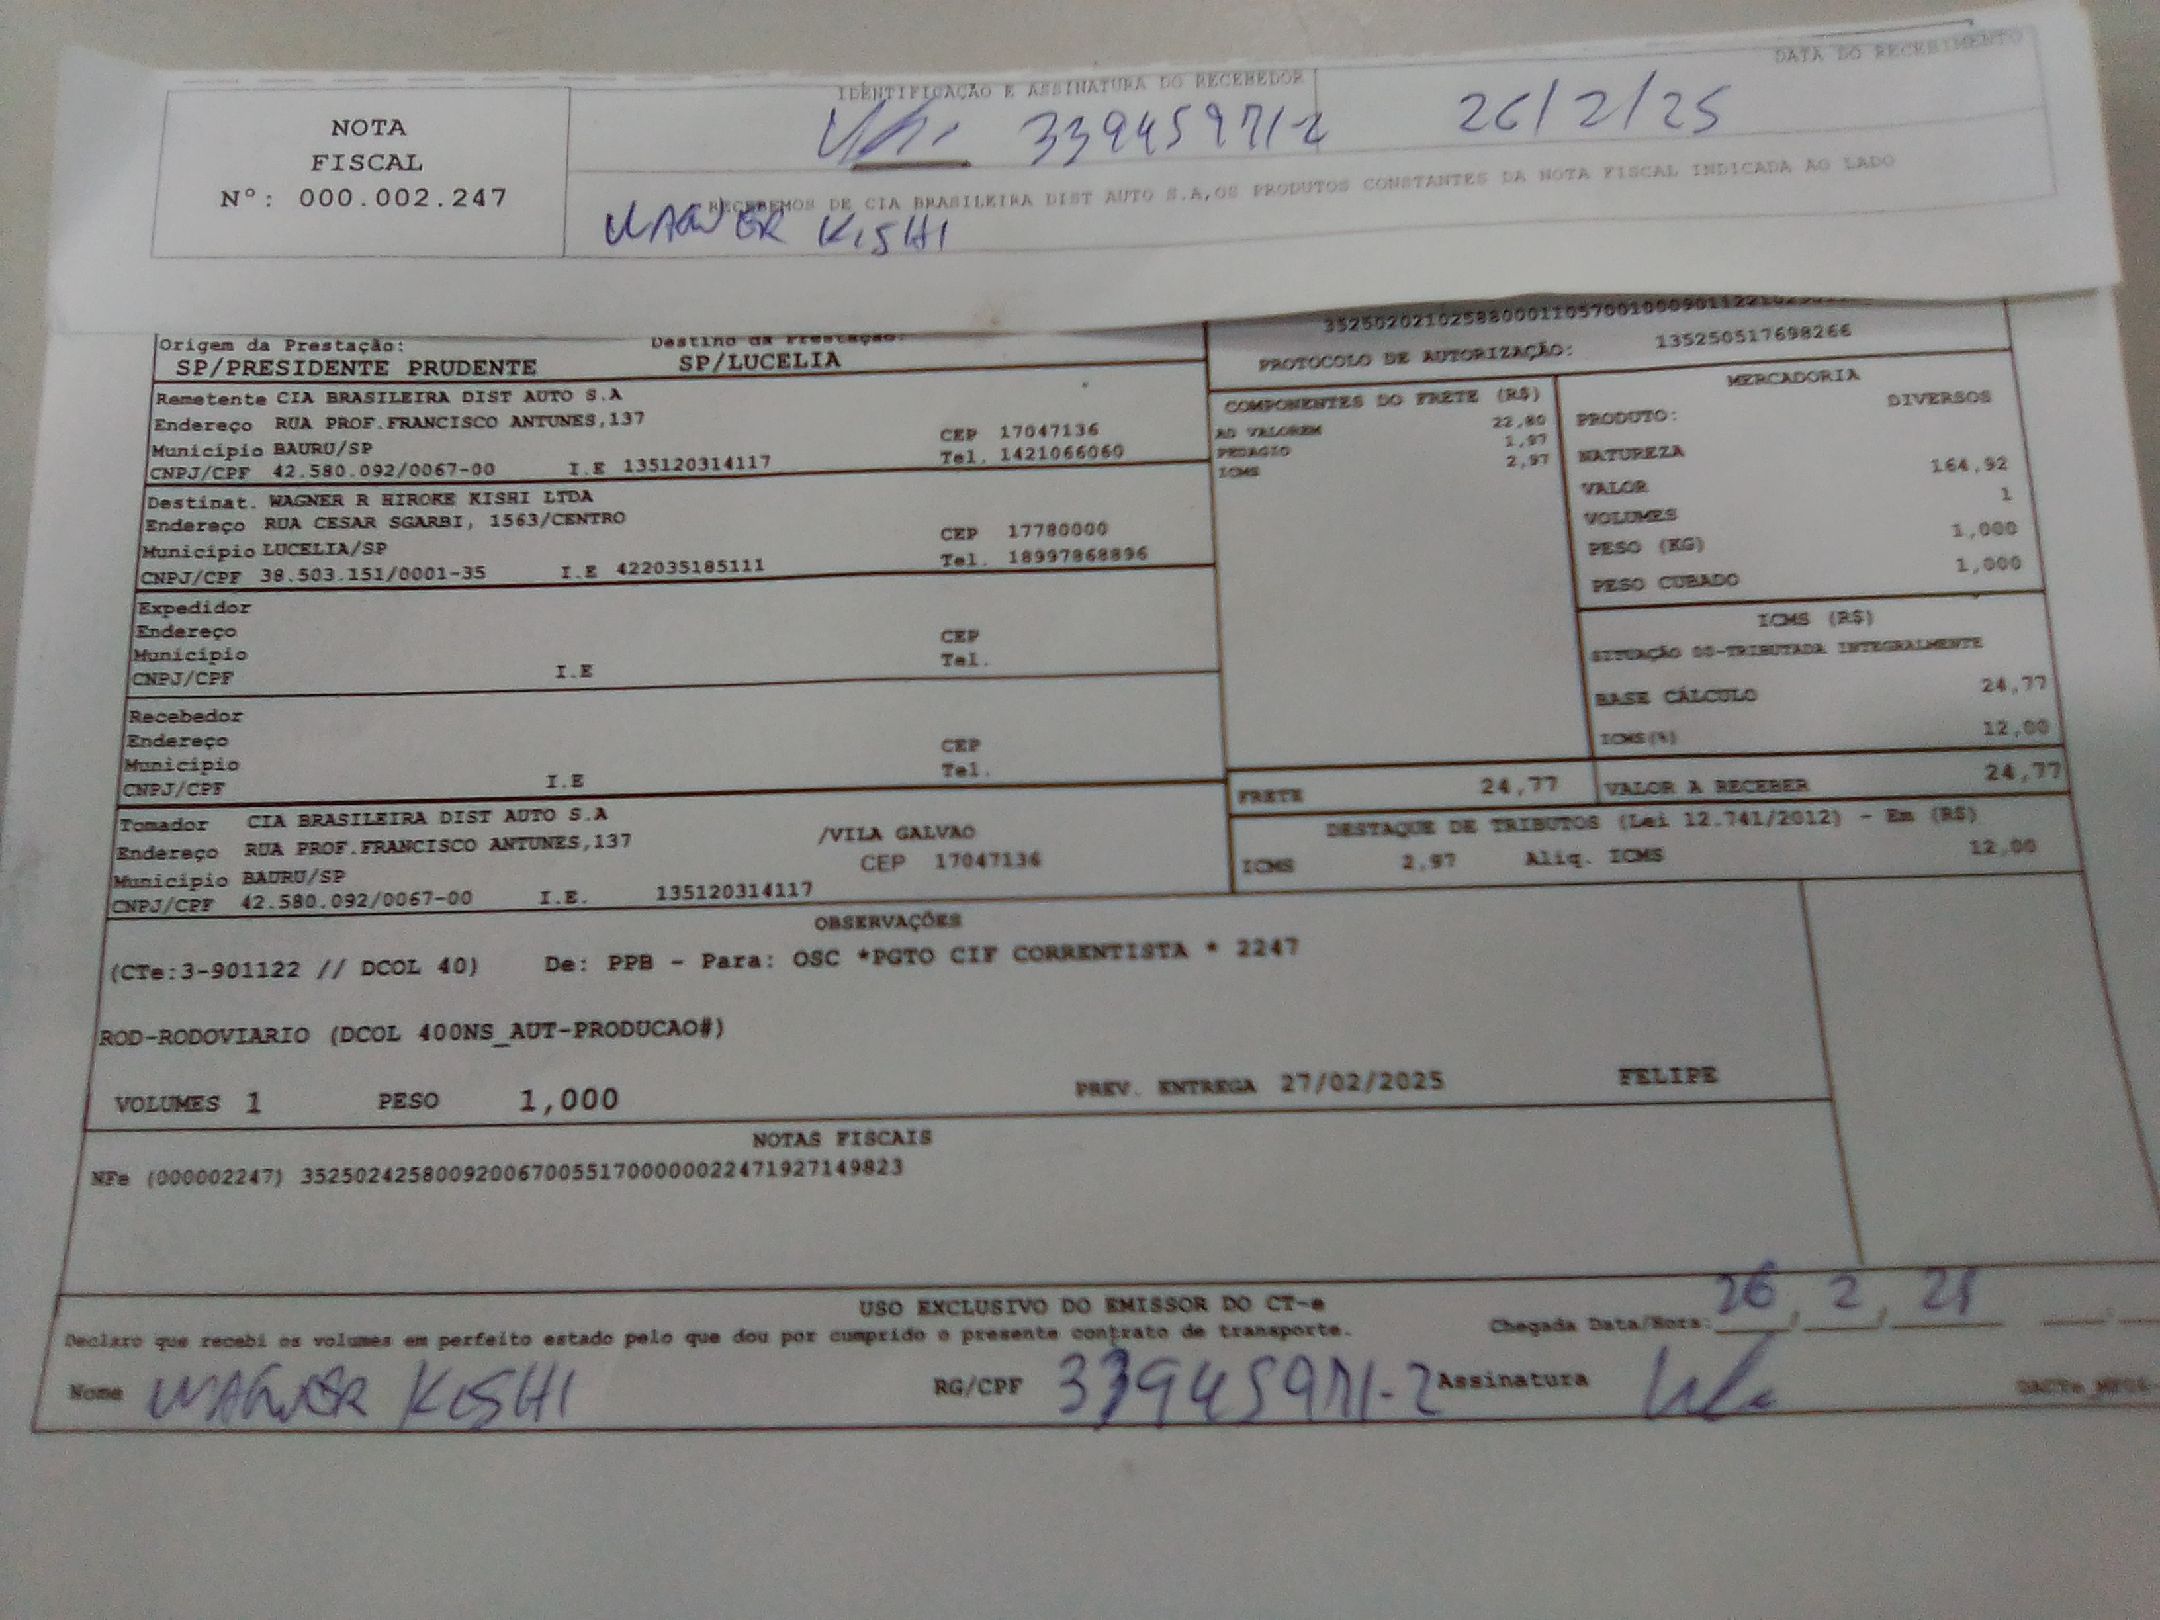 DATA DO RECEBIMENTO
IDENTIFICAÇÃO E ASSINATURA DO RECEBEDOR
33945971-2 26/2/25
NOTA
FISCAL
Nº: 000.002.247
RECEBEMOS DE CIA BRASILEIRA DIST AUTO S.A,OS PRODUTOS CONSTANTES DA NOTA FISCAL INDICADA AO LADO
WAGNER KISHI
Origem da Prestação: Destino da Prestação:
SP/PRESIDENTE PRUDENTE SP/LUCELIA
Remetente CIA BRASILEIRA DIST AUTO S.A
Endereço RUA PROF.FRANCISCO ANTUNES,137
Município BAURU/SP CEP 17047136
CNPJ/CPF 42.580.092/0067-00 I.E 135120314117 Tel. 1421066060
Destinat. WAGNER R HIROKE KISHI LTDA
Endereço RUA CESAR SGARBI, 1563/CENTRO
Município LUCELIA/SP CEP 17780000
CNPJ/CPF 38.503.151/0001-35 I.E 422035185111 Tel. 18997868896
Expedidor
Endereço
Município CEP
CNPJ/CPF I.E Tel.
Recebedor
Endereço
Município CEP
CNPJ/CPF I.E Tel.
Tomador CIA BRASILEIRA DIST AUTO S.A
Endereço RUA PROF.FRANCISCO ANTUNES,137 /VILA GALVAO
Município BAURU/SP CEP 17047136
CNPJ/CPF 42.580.092/0067-00 I.E. 135120314117
PROTOCOLO DE AUTORIZAÇÃO: 135250517698266
COMPONENTES DO FRETE (R$)
AD VALOREM 22,80
PEDAGIO 1,97
ICMS 2,97
MERCADORIA
PRODUTO: DIVERSOS
NATUREZA
VALOR 164,92
VOLUMES 1
PESO (KG) 1,000
PESO CUBADO 1,000
ICMS (R$)
SITUAÇÃO 00-TRIBUTADA INTEGRALMENTE
BASE CÁLCULO 24,77
ICMS(%) 12,00
FRETE 24,77 VALOR A RECEBER 24,77
DESTAQUE DE TRIBUTOS (Lei 12.741/2012) - Em (R$)
ICMS 2,97 Aliq. ICMS 12,00
OBSERVAÇÕES
(CTe:3-901122 // DCOL 40) De: PPB - Para: OSC *PGTO CIF CORRENTISTA * 2247
ROD-RODOVIARIO (DCOL 400NS_AUT-PRODUCAO#)
VOLUMES 1 PESO 1,000 PREV. ENTREGA 27/02/2025 FELIPE
NOTAS FISCAIS
NFe (000002247) 35250242580092006700551700000022471927149823
USO EXCLUSIVO DO EMISSOR DO CT-e
Declaro que recebi os volumes em perfeito estado pelo que dou por cumprido o presente contrato de transporte. Chegada Data/Hora: 26/2/25
Nome WAGNER KISHI RG/CPF 33945971-2 Assinatura